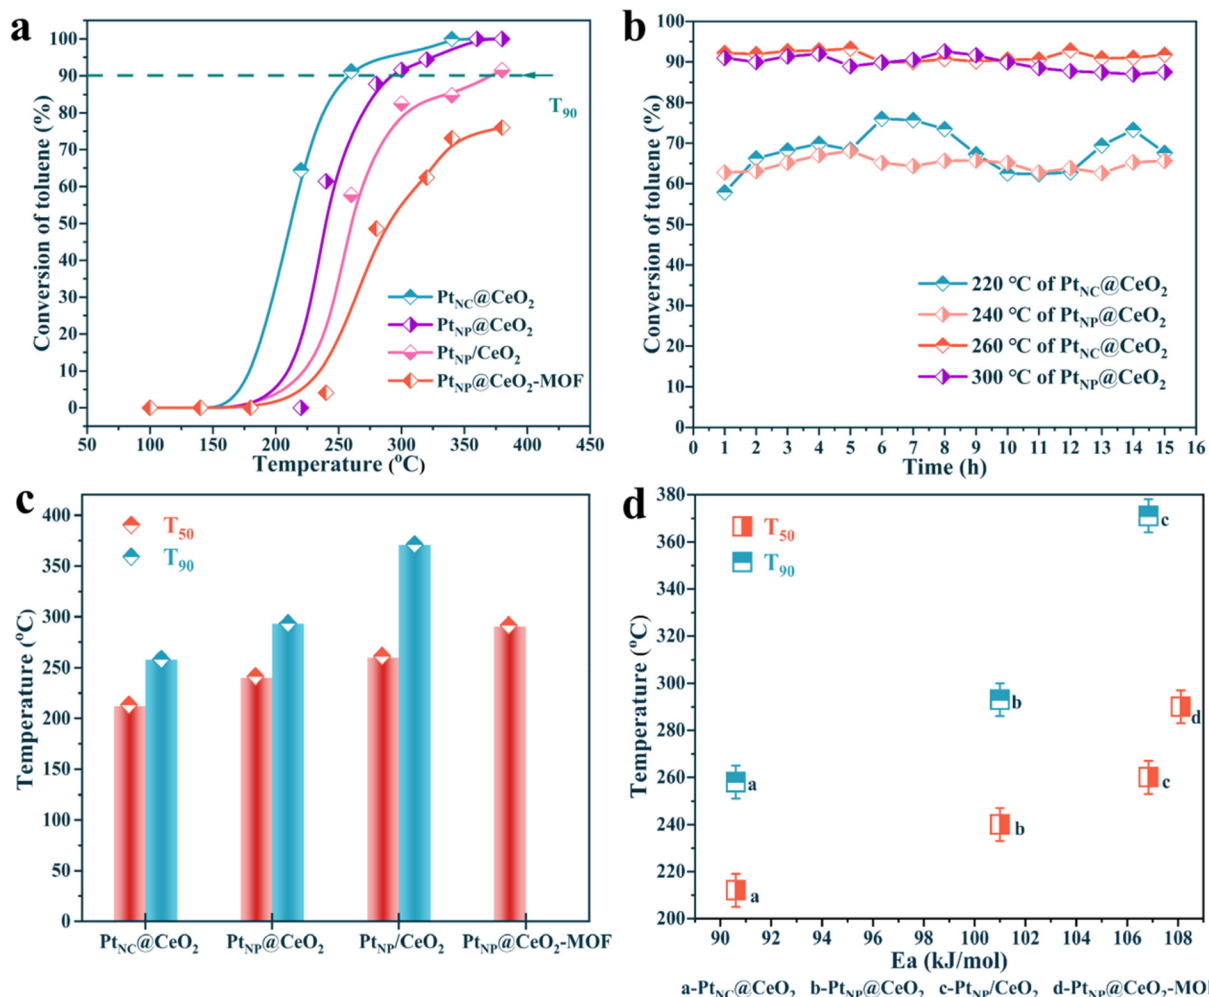 a
Conversion of toluene (%)
100
90
80
70
60
50
40
30
20
10
0
T90
PtNC@CeO2
PtNP@CeO2
PtNP/CeO2
PtNP@CeO2-MOF
50 100 150 200 250 300 350 400 450
Temperature (°C)
b
Conversion of toluene (%)
100
90
80
70
60
50
40
30
20
10
0
220 °C of PtNC@CeO2
240 °C of PtNP@CeO2
260 °C of PtNC@CeO2
300 °C of PtNP@CeO2
0 1 2 3 4 5 6 7 8 9 10 11 12 13 14 15 16
Time (h)
c
Temperature (°C)
400
350
300
250
200
150
100
50
0
T50
T90
PtNC@CeO2 PtNP@CeO2 PtNP/CeO2 PtNP@CeO2-MOF
d
Temperature (°C)
380
360
340
320
300
280
260
240
220
200
T50
T90
c
b
d
a
c
b
a
90 92 94 96 98 100 102 104 106 108
Ea (kJ/mol)
a-PtNC@CeO2 b-PtNP@CeO2 c-PtNP/CeO2 d-PtNP@CeO2-MOF